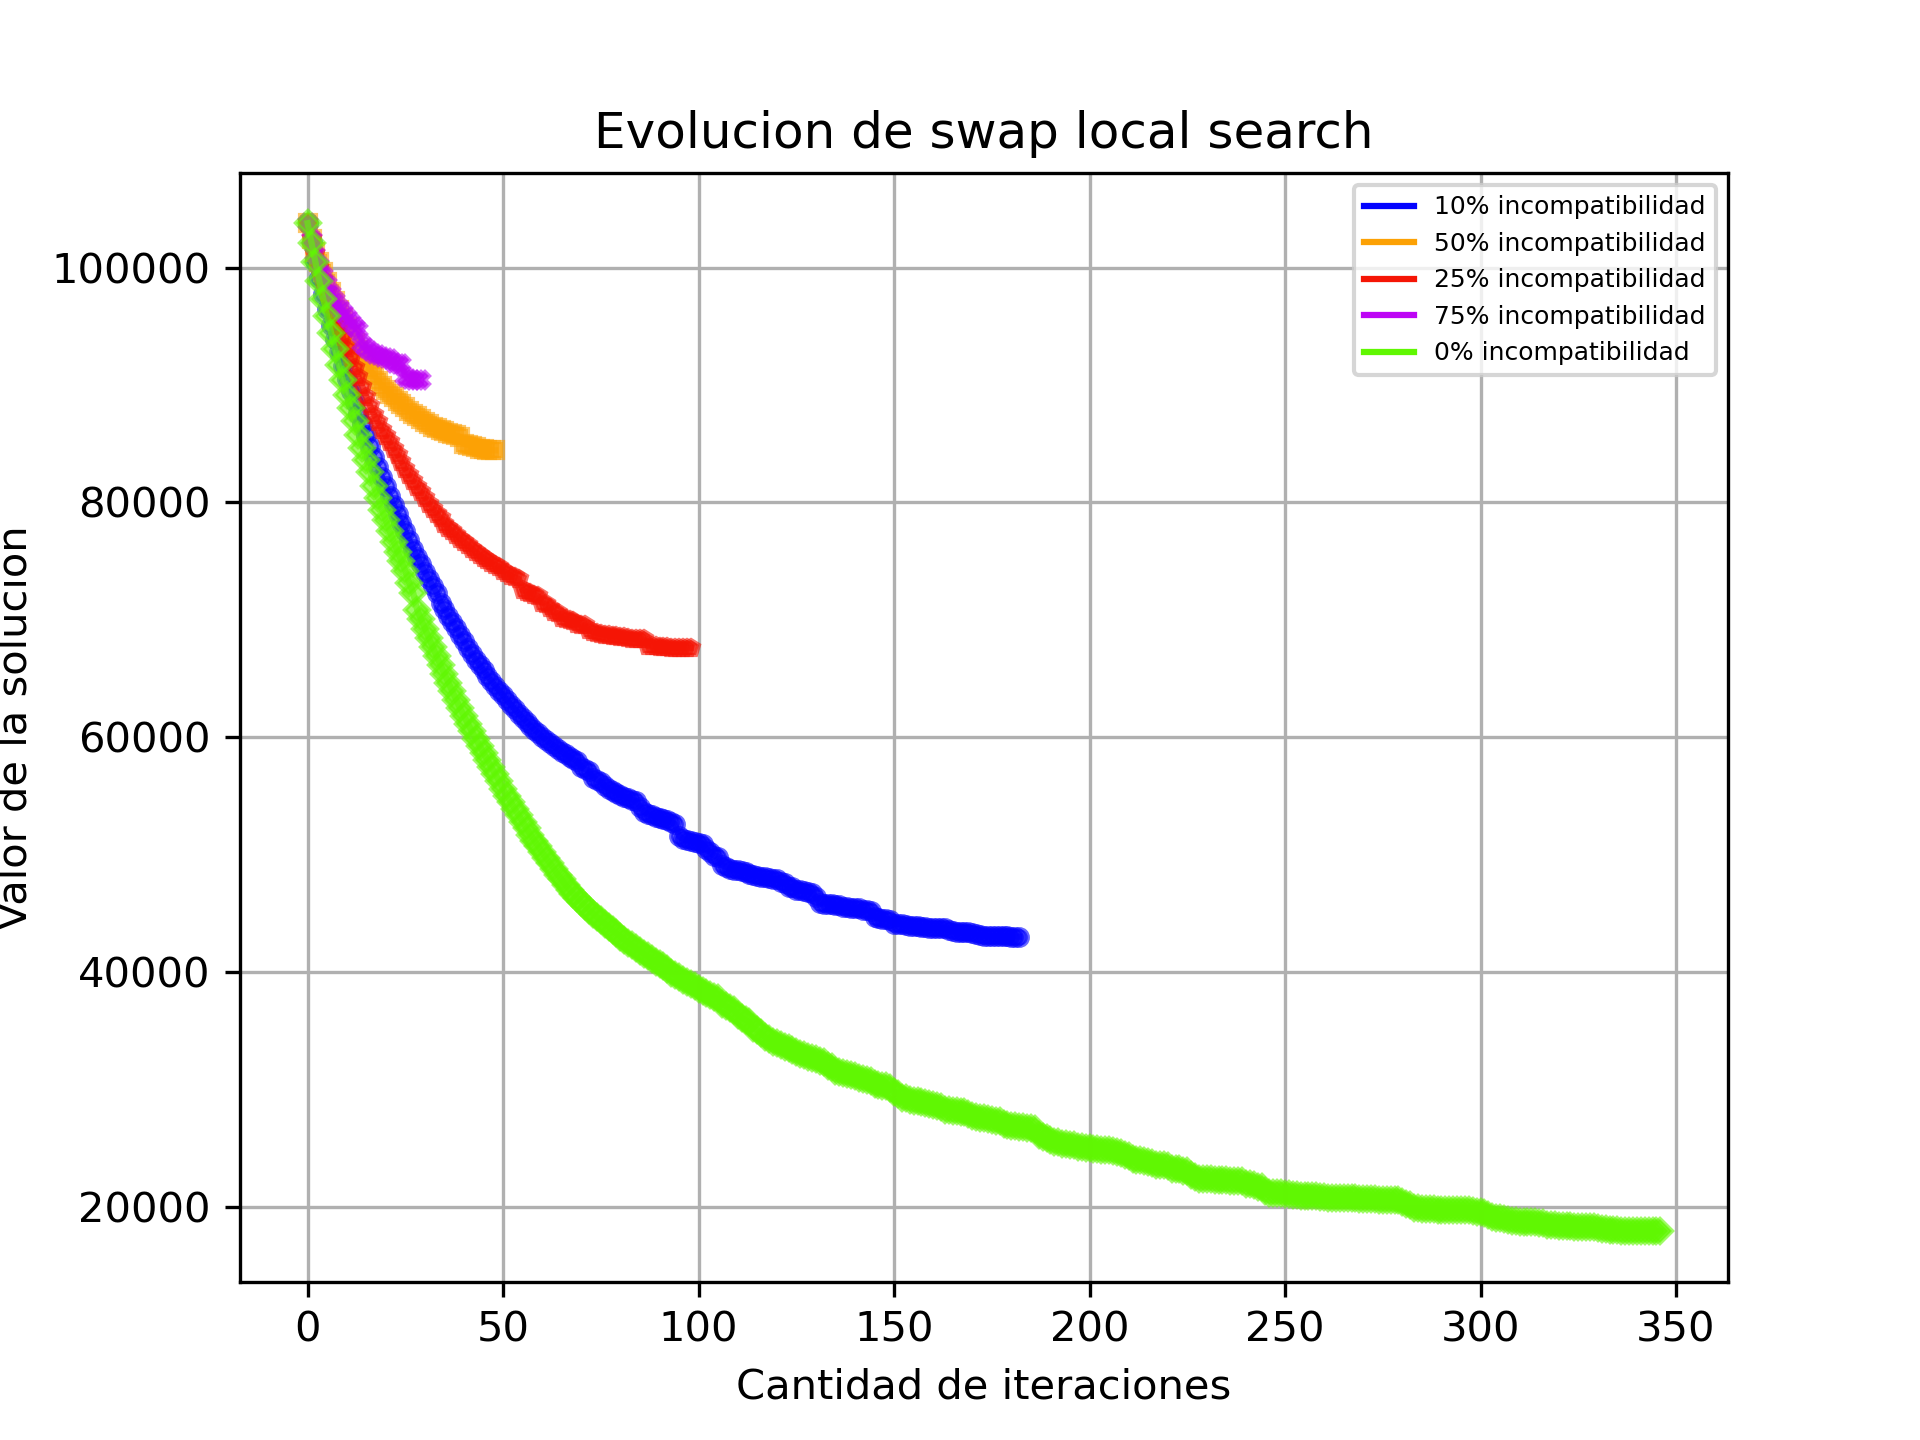 Evolucion de swap local search
10% incompatibilidad
50% incompatibilidad
25% incompatibilidad
75% incompatibilidad
0% incompatibilidad
Valor de la solucion
100000
80000
60000
40000
20000
0 50 100 150 200 250 300 350
Cantidad de iteraciones